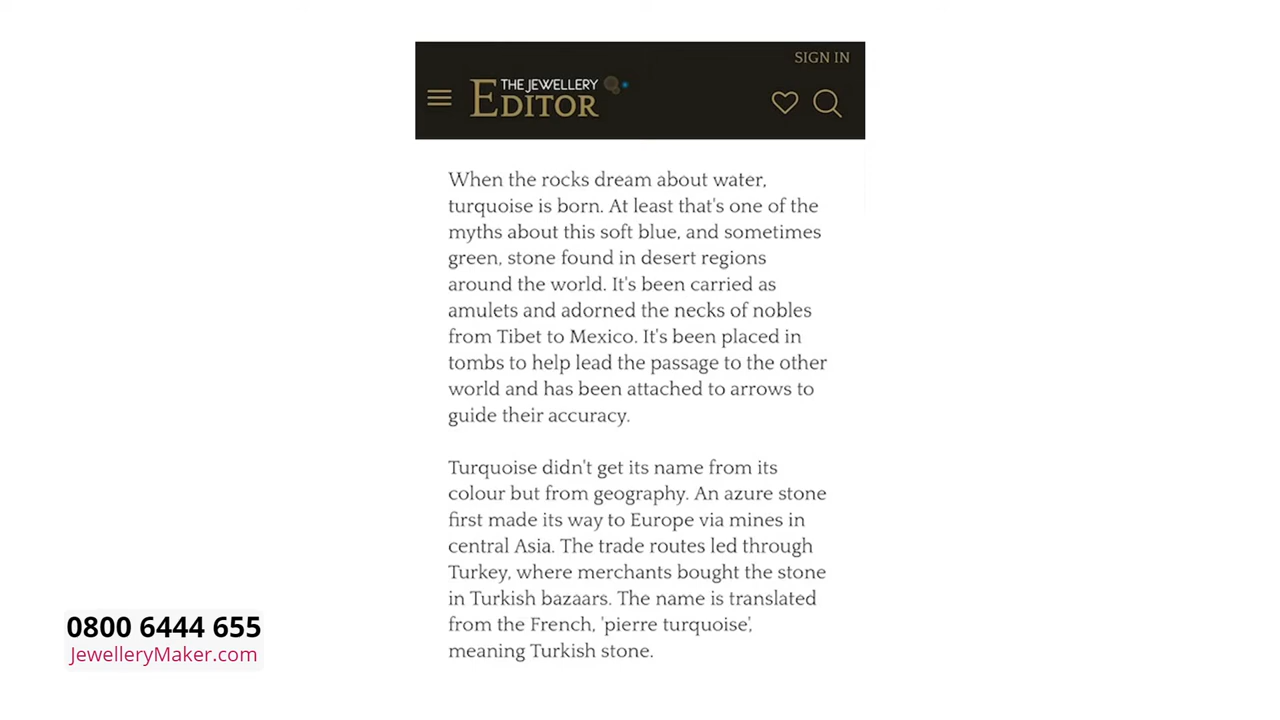 SIGN IN
THE JEWELLERY
EDITOR
When the rocks dream about water,
turquoise is born. At least that's one of the
myths about this soft blue, and sometimes
green, stone found in desert regions
around the world. It's been carried as
amulets and adorned the necks of nobles
from Tibet to Mexico. It's been placed in
tombs to help lead the passage to the other
world and has been attached to arrows to
guide their accuracy.
Turquoise didn't get its name from its
colour but from geography. An azure stone
first made its way to Europe via mines in
central Asia. The trade routes led through
Turkey, where merchants bought the stone
in Turkish bazaars. The name is translated
from the French, 'pierre turquoise',
meaning Turkish stone.
0800 6444 655
JewelleryMaker.com